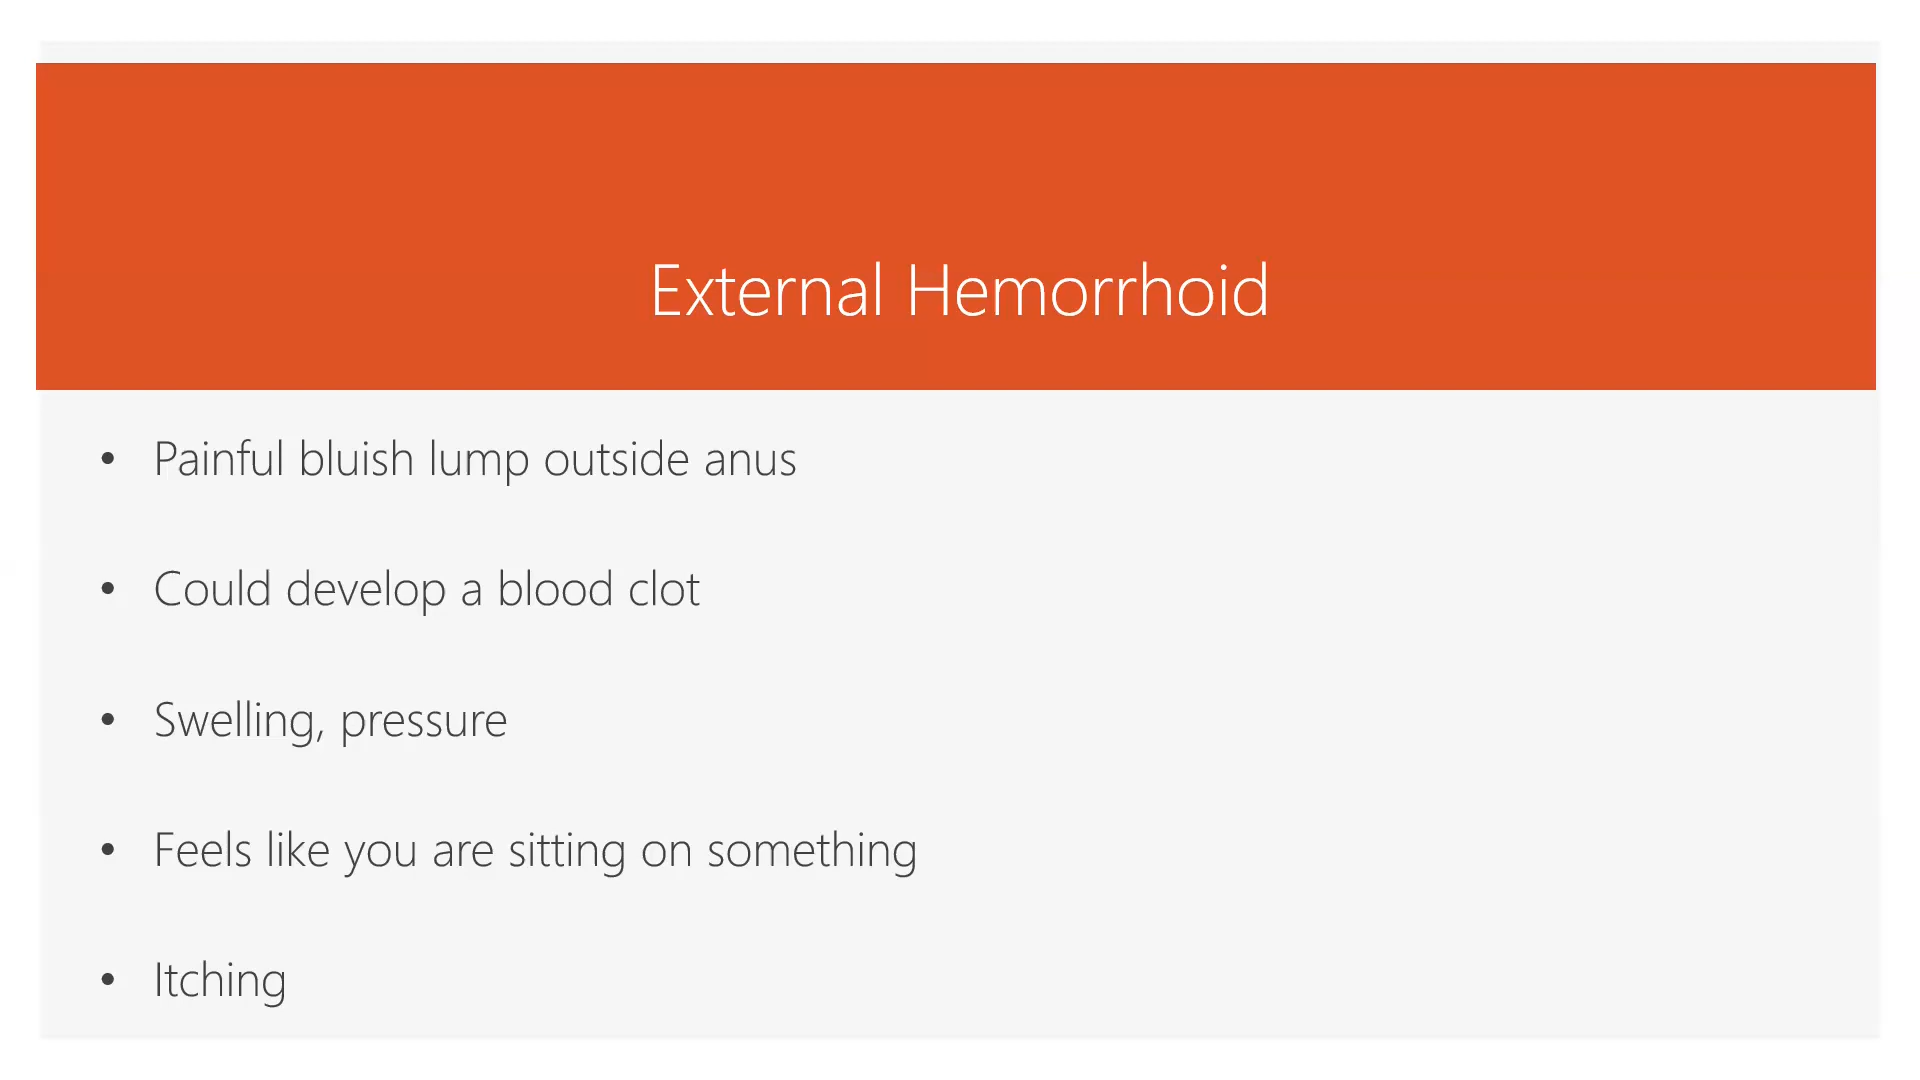 External Hemorrhoid
• Painful bluish lump outside anus
• Could develop a blood clot
• Swelling, pressure
• Feels like you are sitting on something
• Itching